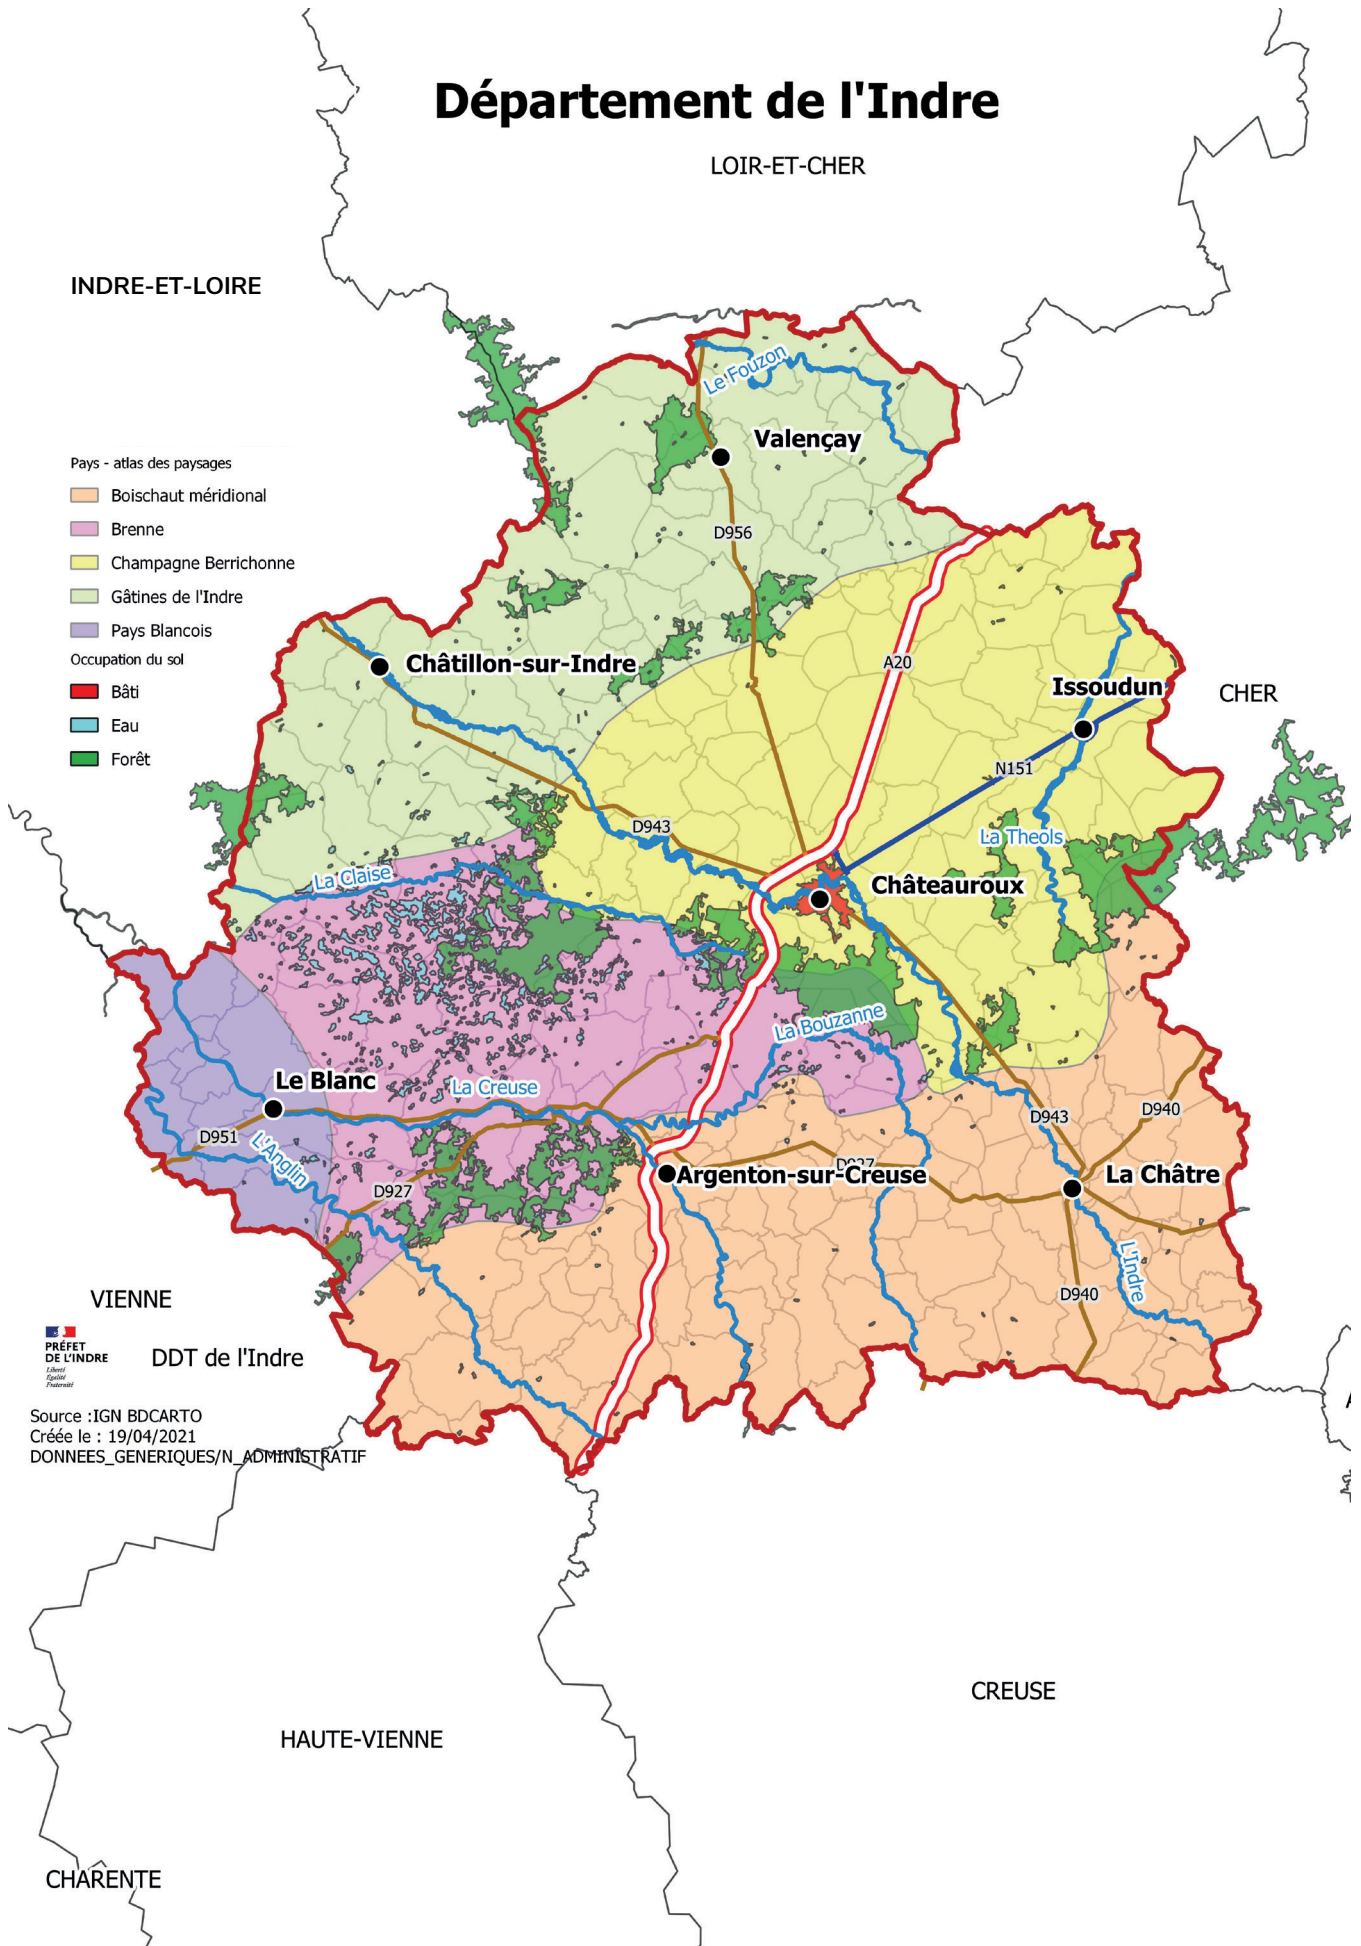 Département de l'Indre
LOIR-ET-CHER
INDRE-ET-LOIRE
Le Fouzon
Valençay
Pays - atlas des paysages
Boischaut méridional
Brenne
Champagne Berrichonne
Gâtines de l'Indre
Pays Blancois
Occupation du sol
Bâti
Eau
Forêt
D956
Châtillon-sur-Indre
A20
Issoudun
CHER
N151
D943
La Theols
La Claise
Châteauroux
La Bouzanne
Le Blanc
La Creuse
D951
L'Anglin
D927
D943
D940
D927
Argenton-sur-Creuse
La Châtre
L'Indre
D940
VIENNE
PRÉFET
DE L'INDRE
Liberté
Égalité
Fraternité
DDT de l'Indre
Source :IGN BDCARTO
Créée le : 19/04/2021
DONNEES_GENERIQUES/N_ADMINISTRATIF
A
CREUSE
HAUTE-VIENNE
CHARENTE